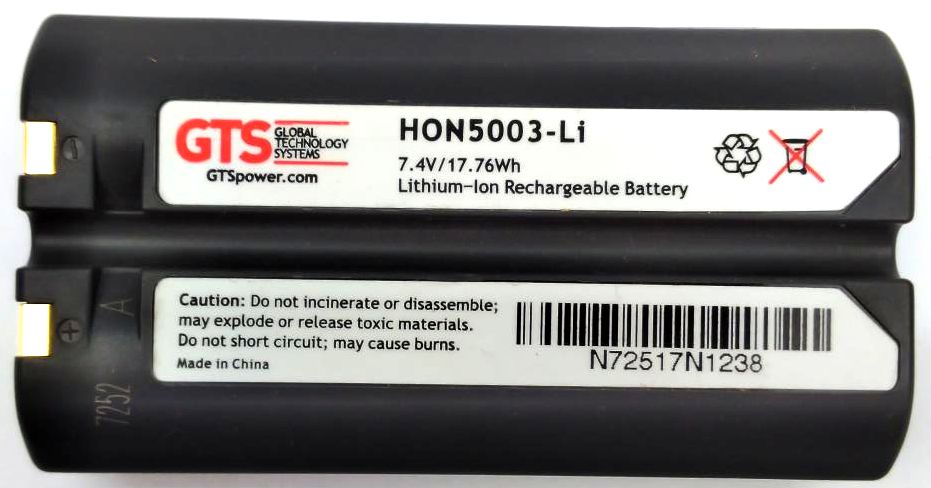 GTS
GLOBAL
TECHNOLOGY
SYSTEMS
GTSpower.com
HON5003-Li
7.4V/17.76Wh
Lithium-Ion Rechargeable Battery
Caution: Do not incinerate or disassemble;
may explode or release toxic materials.
Do not short circuit; may cause burns.
Made in China
N72517N1238
A
7252